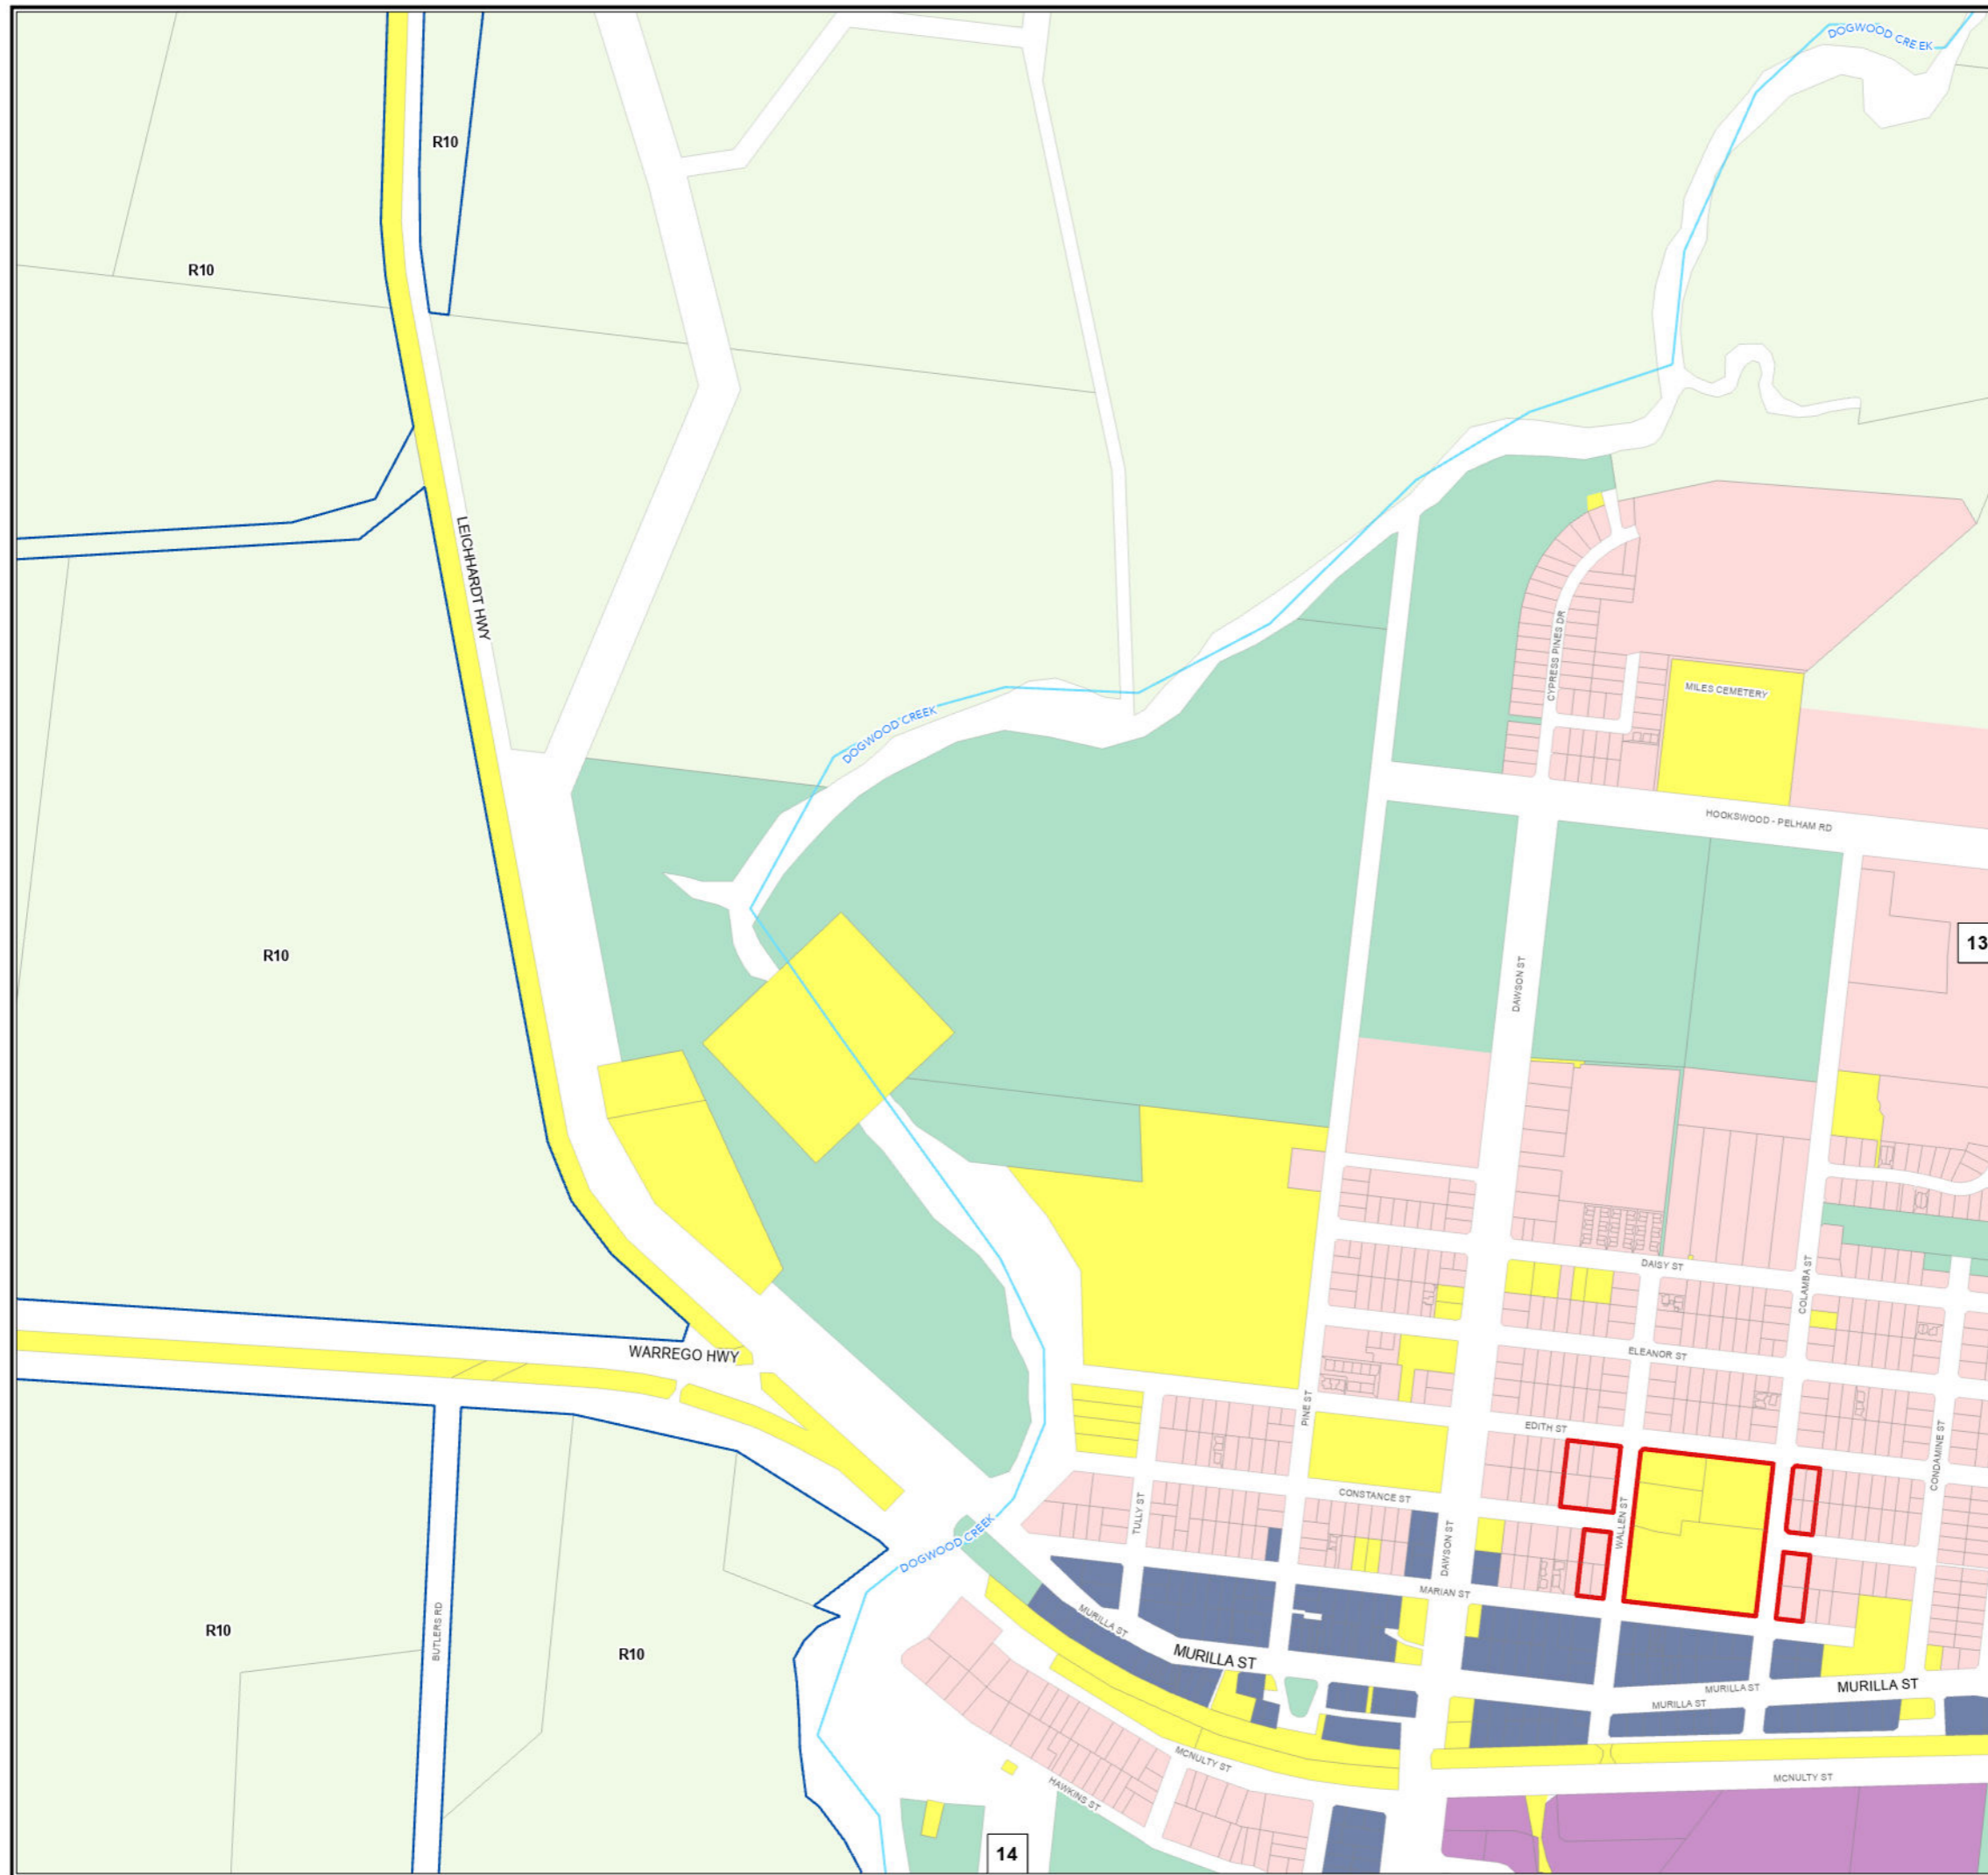 DOGWOOD CREEK
R10
R10
LEICHHARDT HWY
CYPRESS PINES DR
MILES CEMETERY
DOGWOOD CREEK
HOOKSWOOD - PELHAM RD
13
R10
DAWSON ST
DAISY ST
COLAMBA ST
WARREGO HWY
ELEANOR ST
PINE ST
EDITH ST
CONDAMINE ST
CONSTANCE ST
TULLY ST
WALLEN ST
DAWSON ST
DOGWOOD CREEK
MARIAN ST
BUTLERS RD
R10
R10
MURILLA ST
MURILLA ST
MURILLA ST
MURILLA ST
MURILLA ST
MCNULTY ST
MCNULTY ST
HAWKINS ST
14